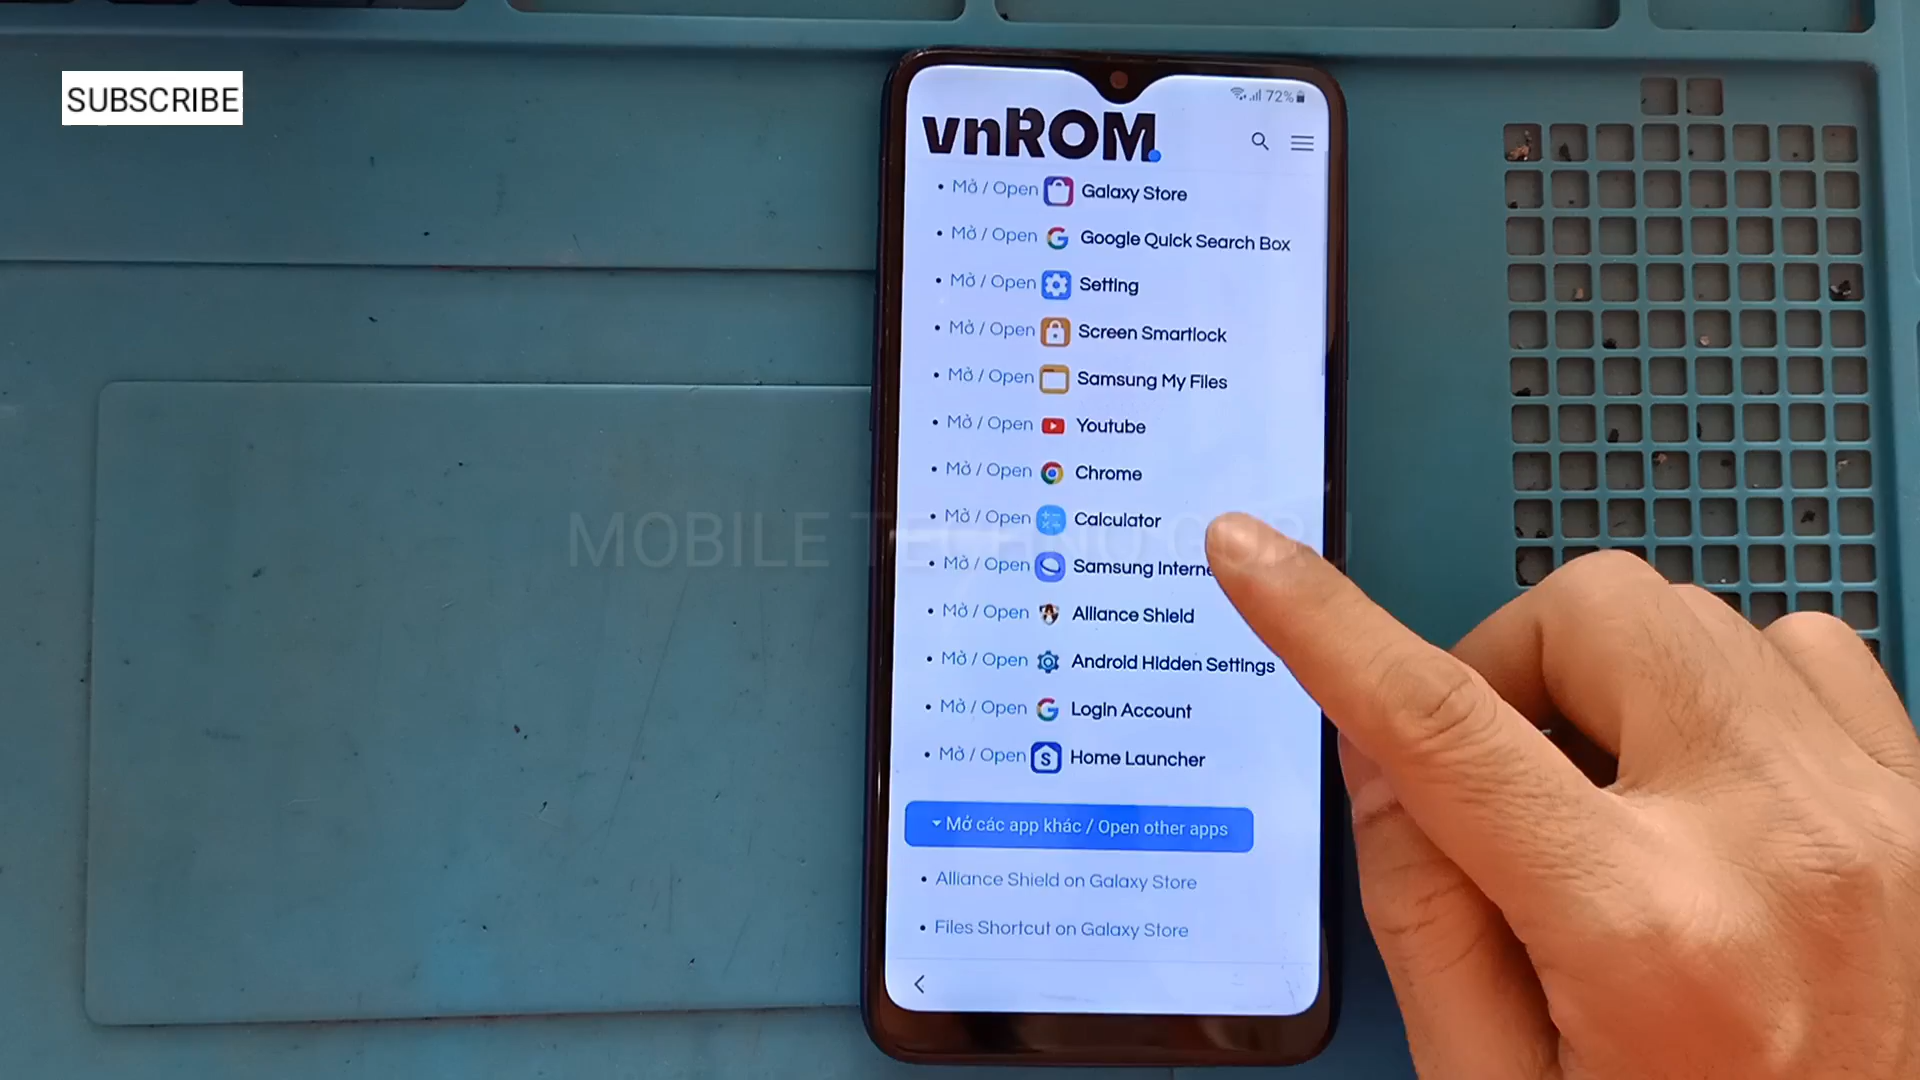 SUBSCRIBE
72%
vnROM.
• Mở / Open Galaxy Store
• Mở / Open Google Quick Search Box
• Mở / Open Setting
• Mở / Open Screen Smartlock
• Mở / Open Samsung My Files
• Mở / Open Youtube
• Mở / Open Chrome
• Mở / Open Calculator
MOBILE TECHNO GURU
• Mở / Open Samsung Interne
• Mở / Open Alliance Shield
• Mở / Open Android Hidden Settings
• Mở / Open Login Account
• Mở / Open Home Launcher
Mở các app khác / Open other apps
• Alliance Shield on Galaxy Store
• Files Shortcut on Galaxy Store